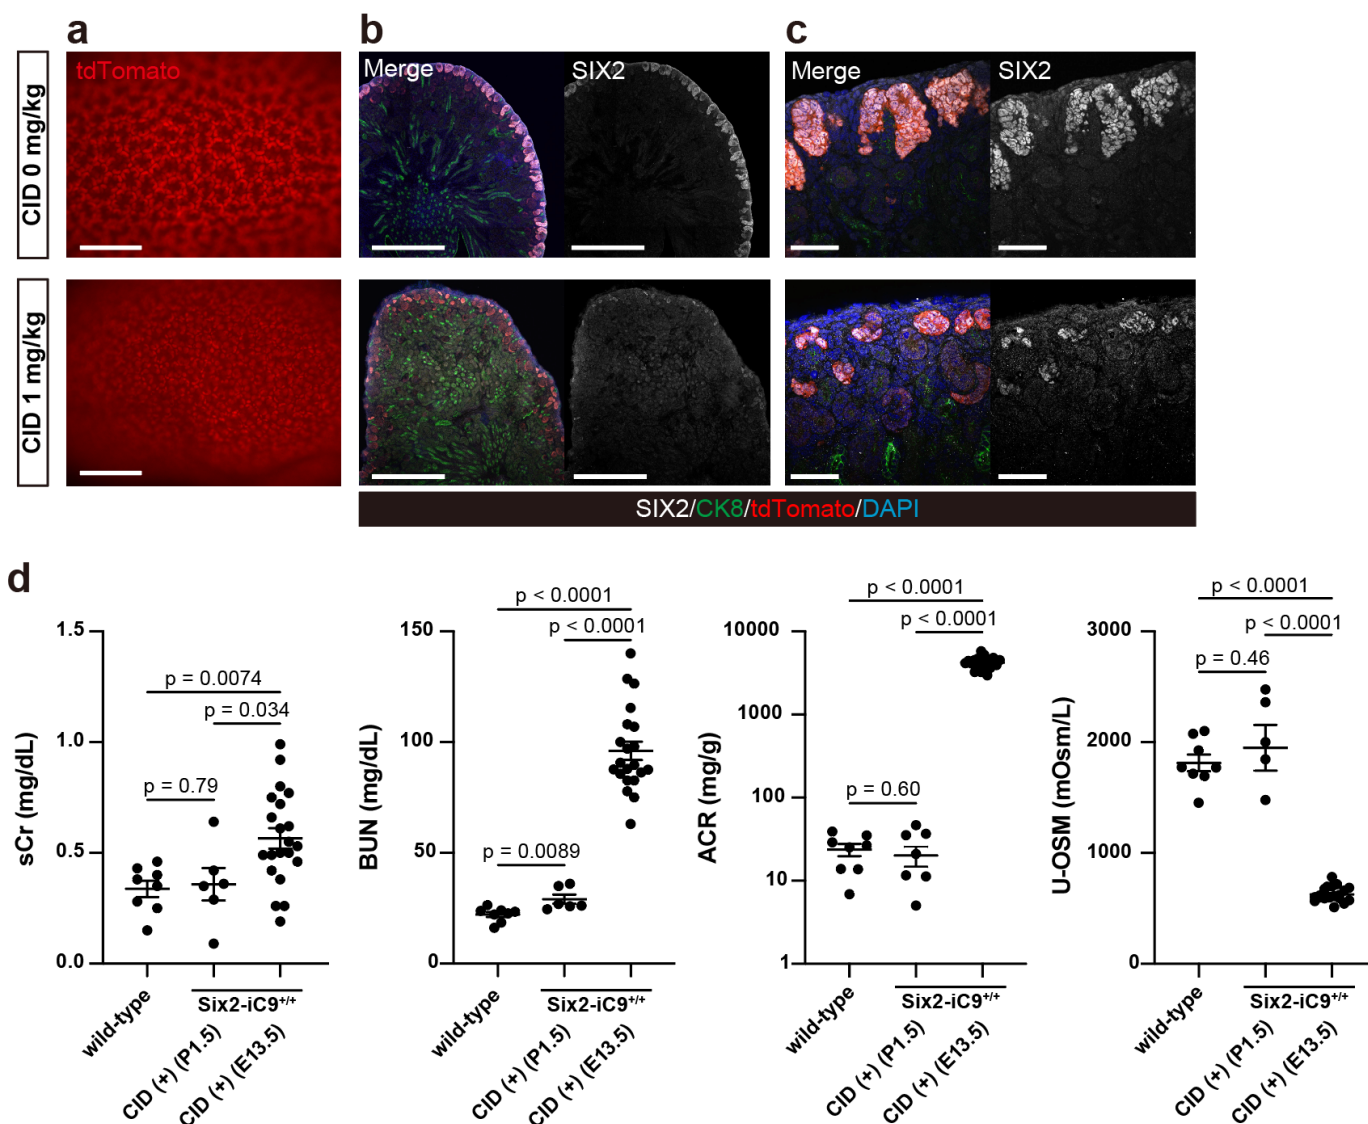 a
b
c
CID 0 mg/kg
tdTomato
Merge
SIX2
Merge
SIX2
CID 1 mg/kg
SIX2/CK8/tdTomato/DAPI
d
sCr (mg/dL)
1.5
1.0
0.5
0.0
p = 0.0074
p = 0.034
p = 0.79
wild-type
CID (+) (P1.5)
CID (+) (E13.5)
Six2-iC9+/+
BUN (mg/dL)
150
100
50
0
p < 0.0001
p < 0.0001
p = 0.0089
wild-type
CID (+) (P1.5)
CID (+) (E13.5)
Six2-iC9+/+
ACR (mg/g)
10000
1000
100
10
1
p < 0.0001
p < 0.0001
p = 0.60
wild-type
CID (+) (P1.5)
CID (+) (E13.5)
Six2-iC9+/+
U-OSM (mOsm/L)
3000
2000
1000
0
p < 0.0001
p < 0.0001
p = 0.46
wild-type
CID (+) (P1.5)
CID (+) (E13.5)
Six2-iC9+/+